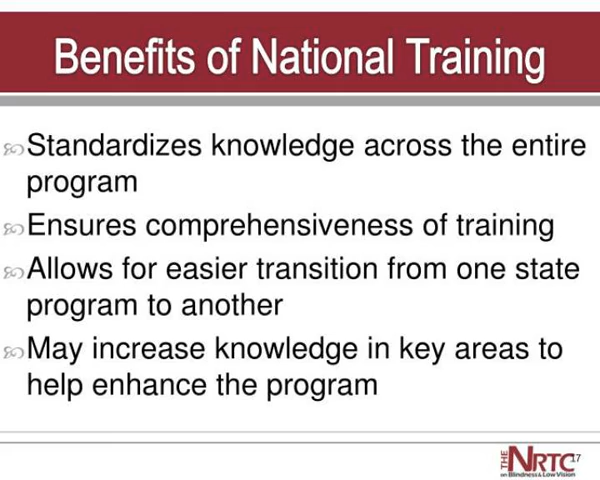 Benefits of National Training
Standardizes knowledge across the entire
program
Ensures comprehensiveness of training
Allows for easier transition from one state
program to another
May increase knowledge in key areas to
help enhance the program
THE NRTC 17
on Blindness & Low Vision